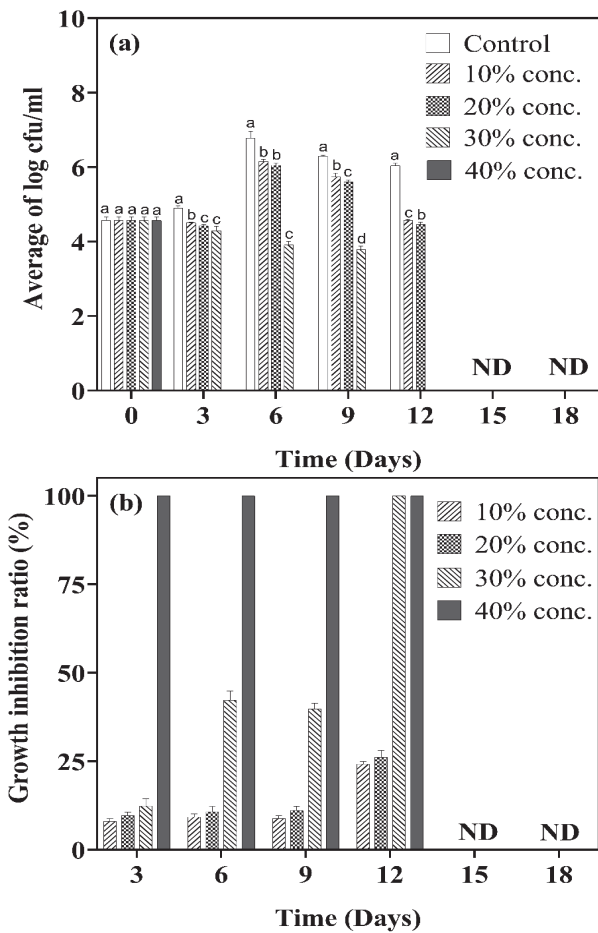 (a)
Control
10% conc.
20% conc.
30% conc.
40% conc.
Average of log cfu/ml
10
8
6
4
2
0
a a a a a
a b c c
a b b c
a b c d
a c b
ND ND
0 3 6 9 12 15 18
Time (Days)
(b)
10% conc.
20% conc.
30% conc.
40% conc.
Growth inhibition ratio (%)
100
75
50
25
0
ND ND
3 6 9 12 15 18
Time (Days)